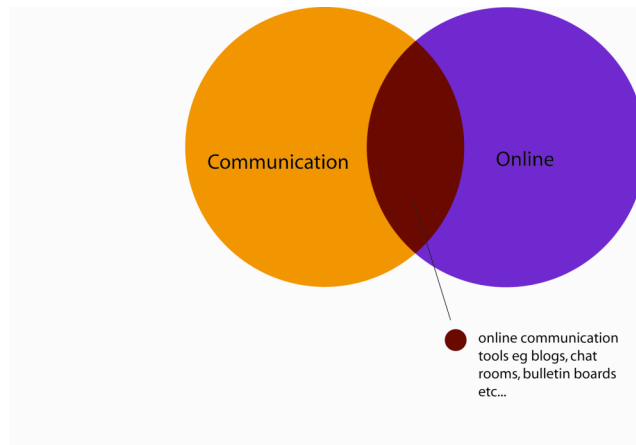 Communication
Online
online communication
tools eg blogs, chat
rooms, bulletin boards
etc...